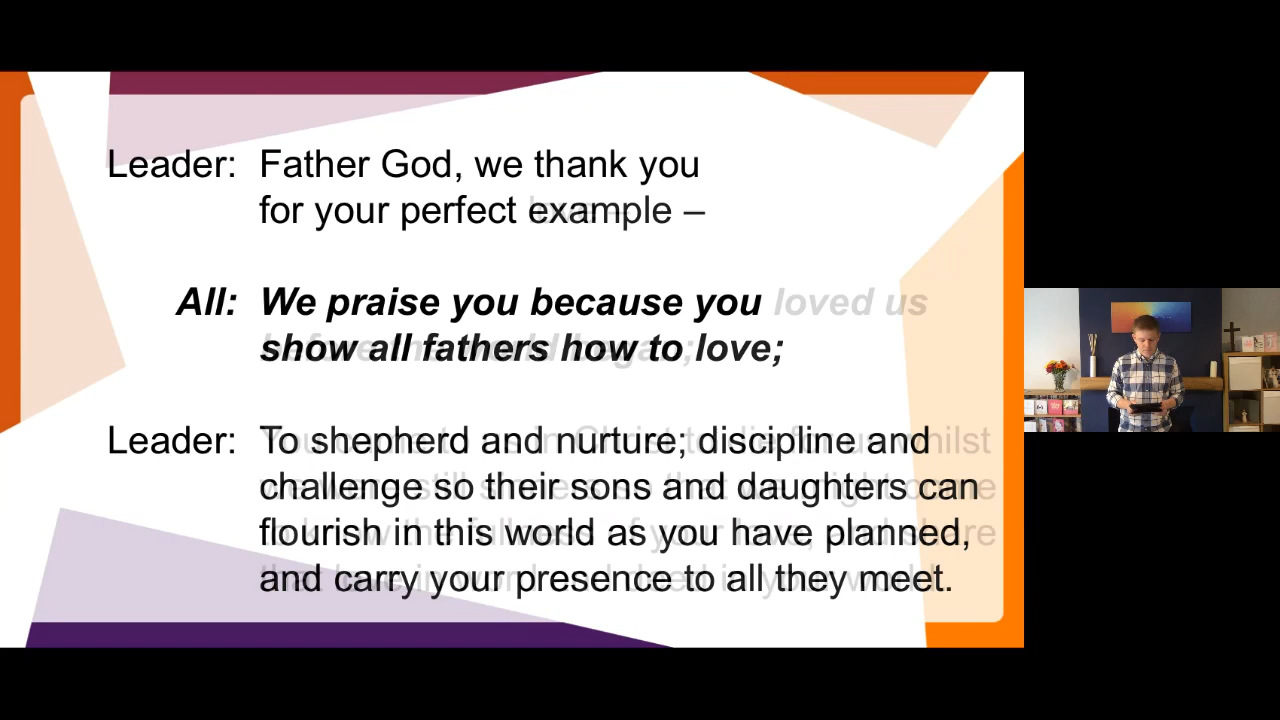 Leader: Father God, we thank you
for your perfect example –
All: We praise you because you loved us
show all fathers how to love;
Leader: To shepherd and nurture; discipline and
challenge so their sons and daughters can
flourish in this world as you have planned,
and carry your presence to all they meet.